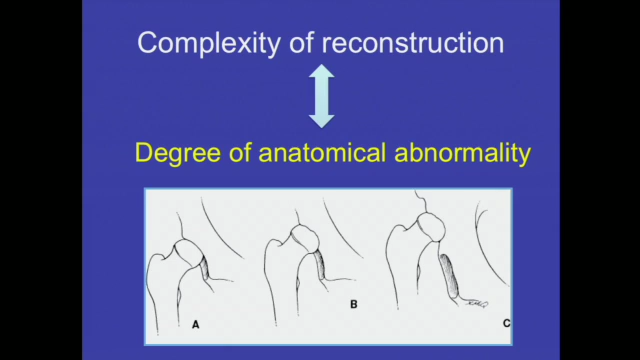 Complexity of reconstruction
Degree of anatomical abnormality
A
B
C